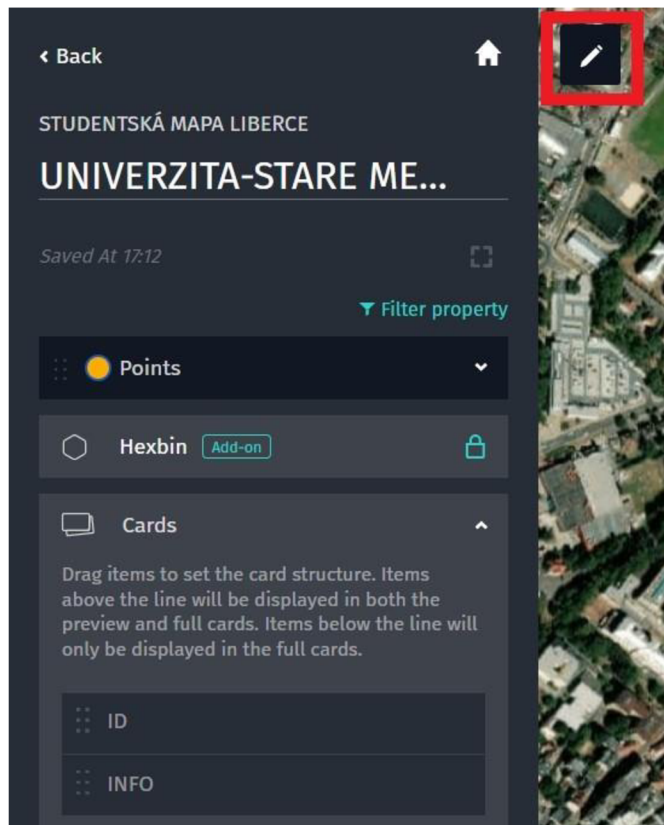 Back
STUDENTSKÁ MAPA LIBERCE
UNIVERZITA-STARE ME...
Saved At 17:12
Filter property
Points
Hexbin Add-on
Cards
Drag items to set the card structure. Items
above the line will be displayed in both the
preview and full cards. Items below the line will
only be displayed in the full cards.
ID
INFO